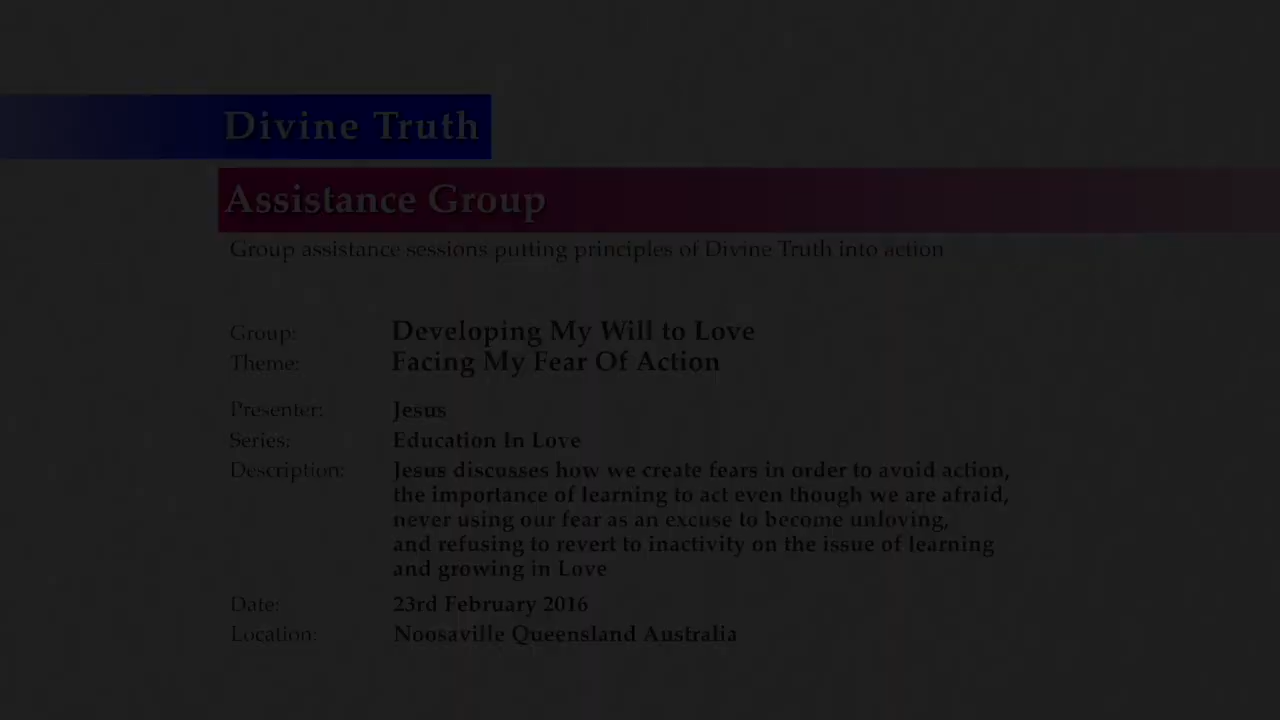 Divine Truth
Assistance Group
Group assistance sessions putting principles of Divine Truth into action
Group: Developing My Will to Love
Theme: Facing My Fear Of Action
Presenter: Jesus
Series: Education In Love
Description: Jesus discusses how we create fears in order to avoid action,
the importance of learning to act even though we are afraid,
never using our fear as an excuse to become unloving,
and refusing to revert to inactivity on the issue of learning
and growing in Love
Date: 23rd February 2016
Location: Noosaville Queensland Australia